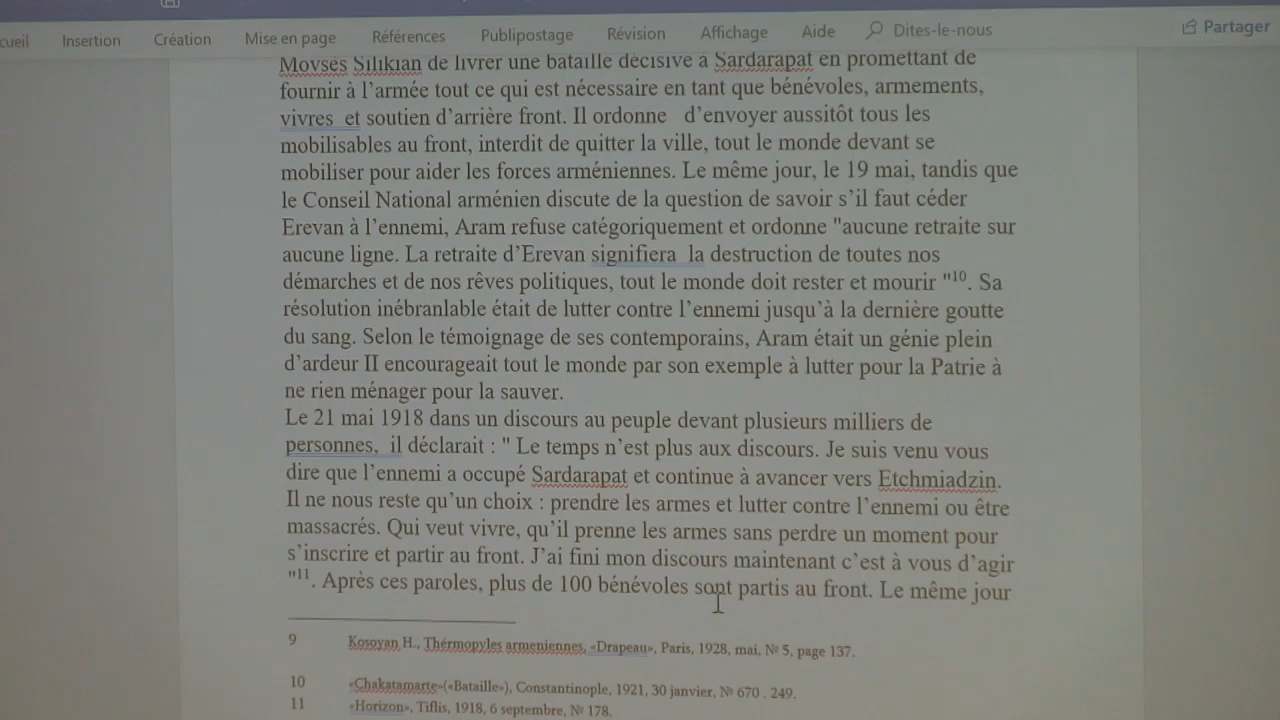 cueil Insertion Création Mise en page Références Publipostage Révision Affichage Aide Dites-le-nous Partager
Movsès Silikian de livrer une bataille décisive à Sardarapat en promettant de
fournir à l’armée tout ce qui est nécessaire en tant que bénévoles, armements,
vivres  et soutien d’arrière front. Il ordonne   d’envoyer aussitôt tous les
mobilisables au front, interdit de quitter la ville, tout le monde devant se
mobiliser pour aider les forces arméniennes. Le même jour, le 19 mai, tandis que
le Conseil National arménien discute de la question de savoir s’il faut céder
Erevan à l’ennemi, Aram refuse catégoriquement et ordonne "aucune retraite sur
aucune ligne. La retraite d’Erevan signifiera  la destruction de toutes nos
démarches et de nos rêves politiques, tout le monde doit rester et mourir "10. Sa
résolution inébranlable était de lutter contre l’ennemi jusqu’à la dernière goutte
du sang. Selon le témoignage de ses contemporains, Aram était un génie plein
d’ardeur II encourageait tout le monde par son exemple à lutter pour la Patrie à
ne rien ménager pour la sauver.
Le 21 mai 1918 dans un discours au peuple devant plusieurs milliers de
personnes,  il déclarait : " Le temps n’est plus aux discours. Je suis venu vous
dire que l’ennemi a occupé Sardarapat et continue à avancer vers Etchmiadzin.
Il ne nous reste qu’un choix : prendre les armes et lutter contre l’ennemi ou être
massacrés. Qui veut vivre, qu’il prenne les armes sans perdre un moment pour
s’inscrire et partir au front. J’ai fini mon discours maintenant c’est à vous d’agir
"11. Après ces paroles, plus de 100 bénévoles sont partis au front. Le même jour
9 Kosoyan H., Thérmopyles armeniennes, «Drapeau», Paris, 1928, mai, № 5, page 137.
10 «Chakatamarte»(«Bataille»), Constantinople, 1921, 30 janvier, № 670 . 249.
11 «Horizon», Tiflis, 1918, 6 septembre, № 178.